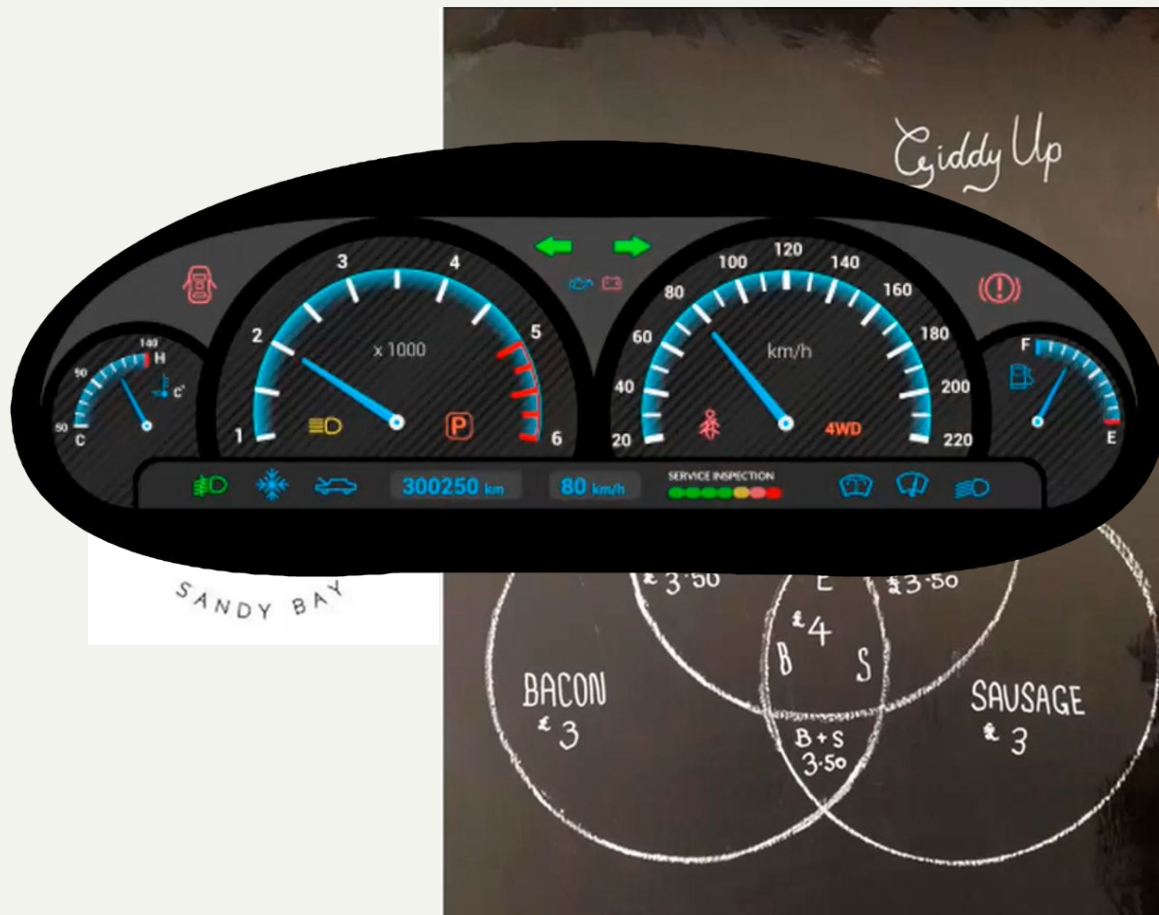 Giddy Up
120
100
140
3
4
80
160
5
2
60
180
x 1000
km/h
140
H
F
90
C°
40
200
50
C
1
P
6
20
4WD
220
E
300250 km
80 km/h
SERVICE INSPECTION
£3.50
E
£3.50
SANDY BAY
£4
B
S
BACON
£3
SAUSAGE
£3
B+S
3.50